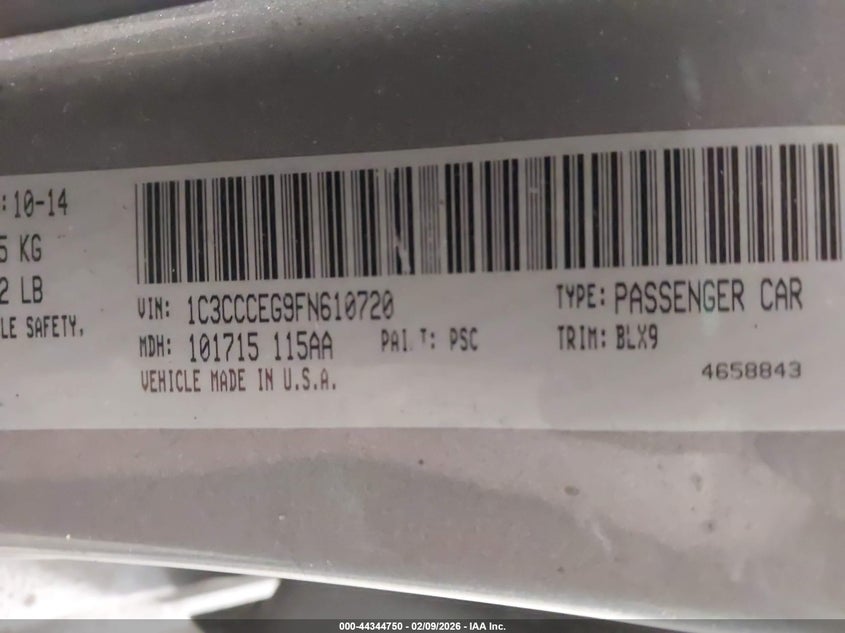 :10-14
5 KG
2 LB
LE SAFETY,
VIN: 1C3CCCEG9FN610720
TYPE: PASSENGER CAR
MDH: 101715 115AA
PAI T: PSC
TRIM: BLX9
VEHICLE MADE IN U.S.A.
4658843
000-44344750 - 02/09/2026 - IAA Inc.